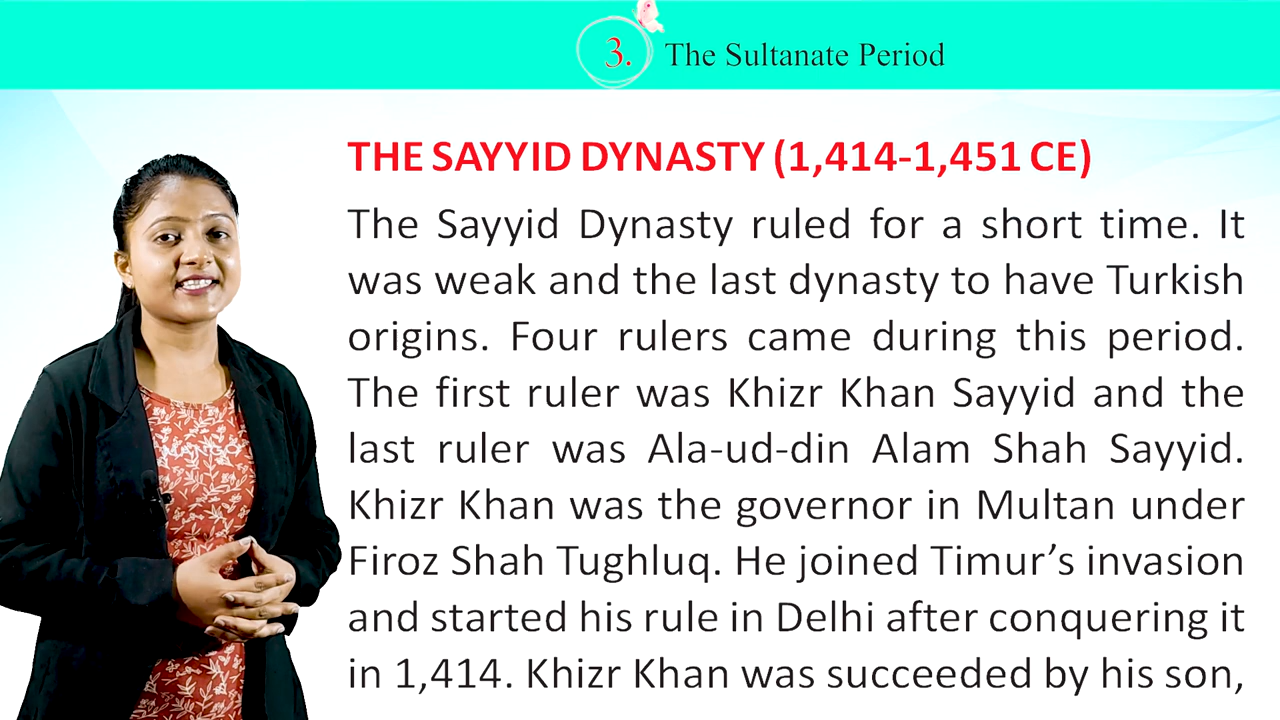 3. The Sultanate Period
THE SAYYID DYNASTY (1,414-1,451 CE)
The Sayyid Dynasty ruled for a short time. It
was weak and the last dynasty to have Turkish
origins. Four rulers came during this period.
The first ruler was Khizr Khan Sayyid and the
last ruler was Ala-ud-din Alam Shah Sayyid.
Khizr Khan was the governor in Multan under
Firoz Shah Tughluq. He joined Timur’s invasion
and started his rule in Delhi after conquering it
in 1,414. Khizr Khan was succeeded by his son,